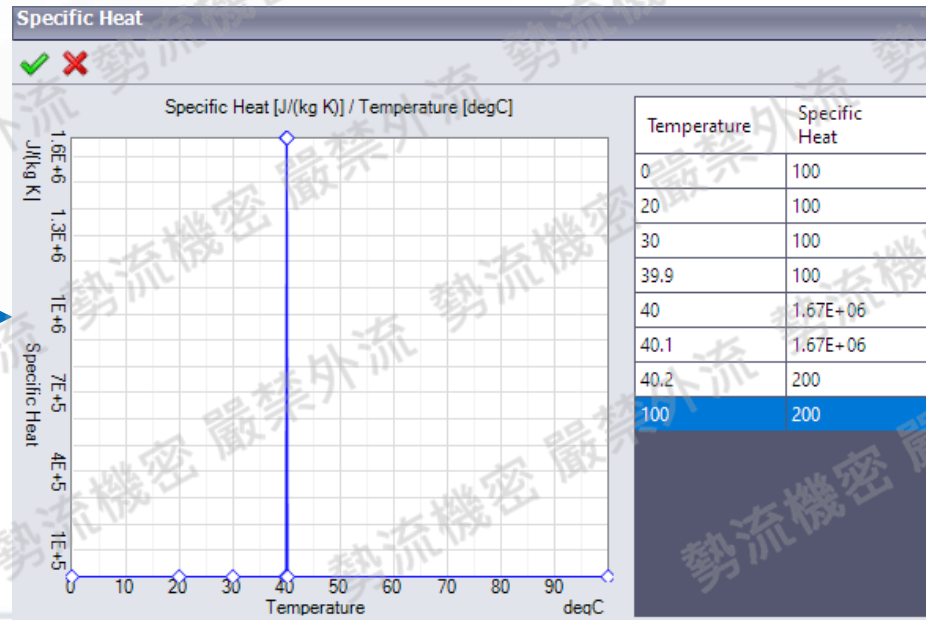 Specific Heat
Specific Heat [J/(kg K)] / Temperature [degC]
J/(kg K)
Specific Heat
1.6E+6
1.3E+6
1E+6
7E+5
4E+5
1E+5
0 10 20 30 40 50 60 70 80 90
Temperature degC
Temperature Specific Heat
0 100
20 100
30 100
39.9 100
40 1.67E+06
40.1 1.67E+06
40.2 200
100 200
勢流機密 嚴禁外流